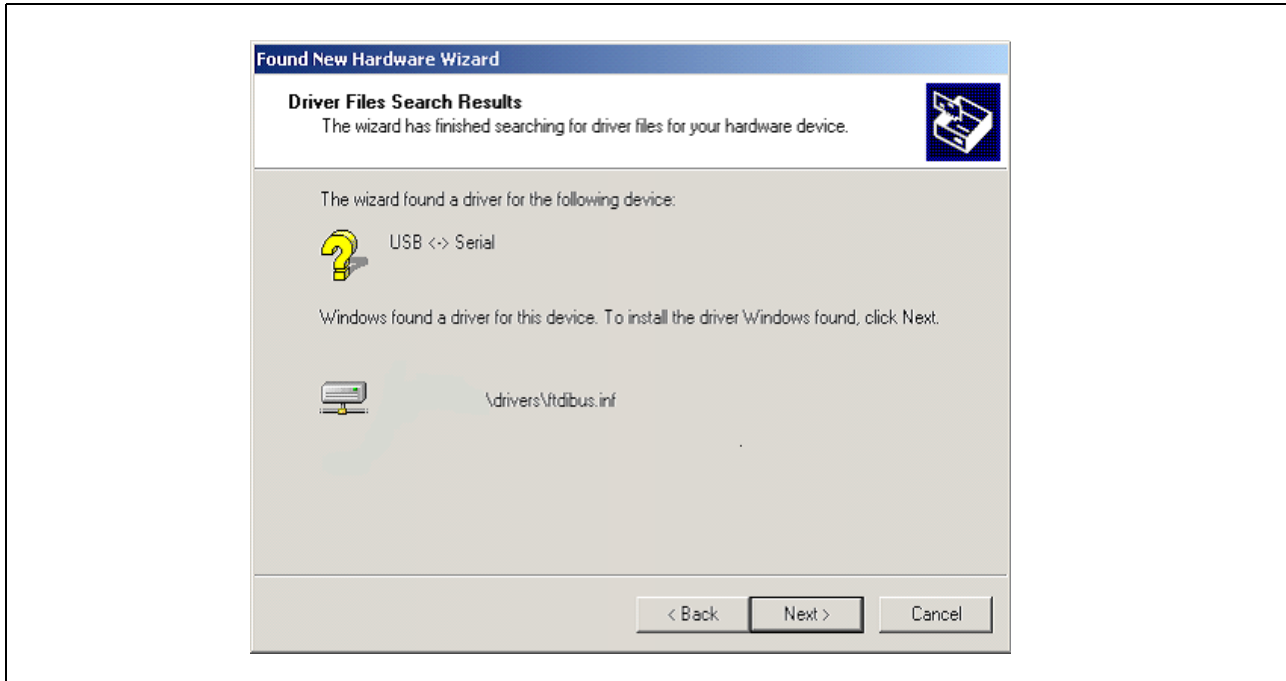 Found New Hardware Wizard
Driver Files Search Results
The wizard has finished searching for driver files for your hardware device.
The wizard found a driver for the following device:
USB <-> Serial
Windows found a driver for this device. To install the driver Windows found, click Next.
\drivers\ftdibus.inf
< Back Next > Cancel